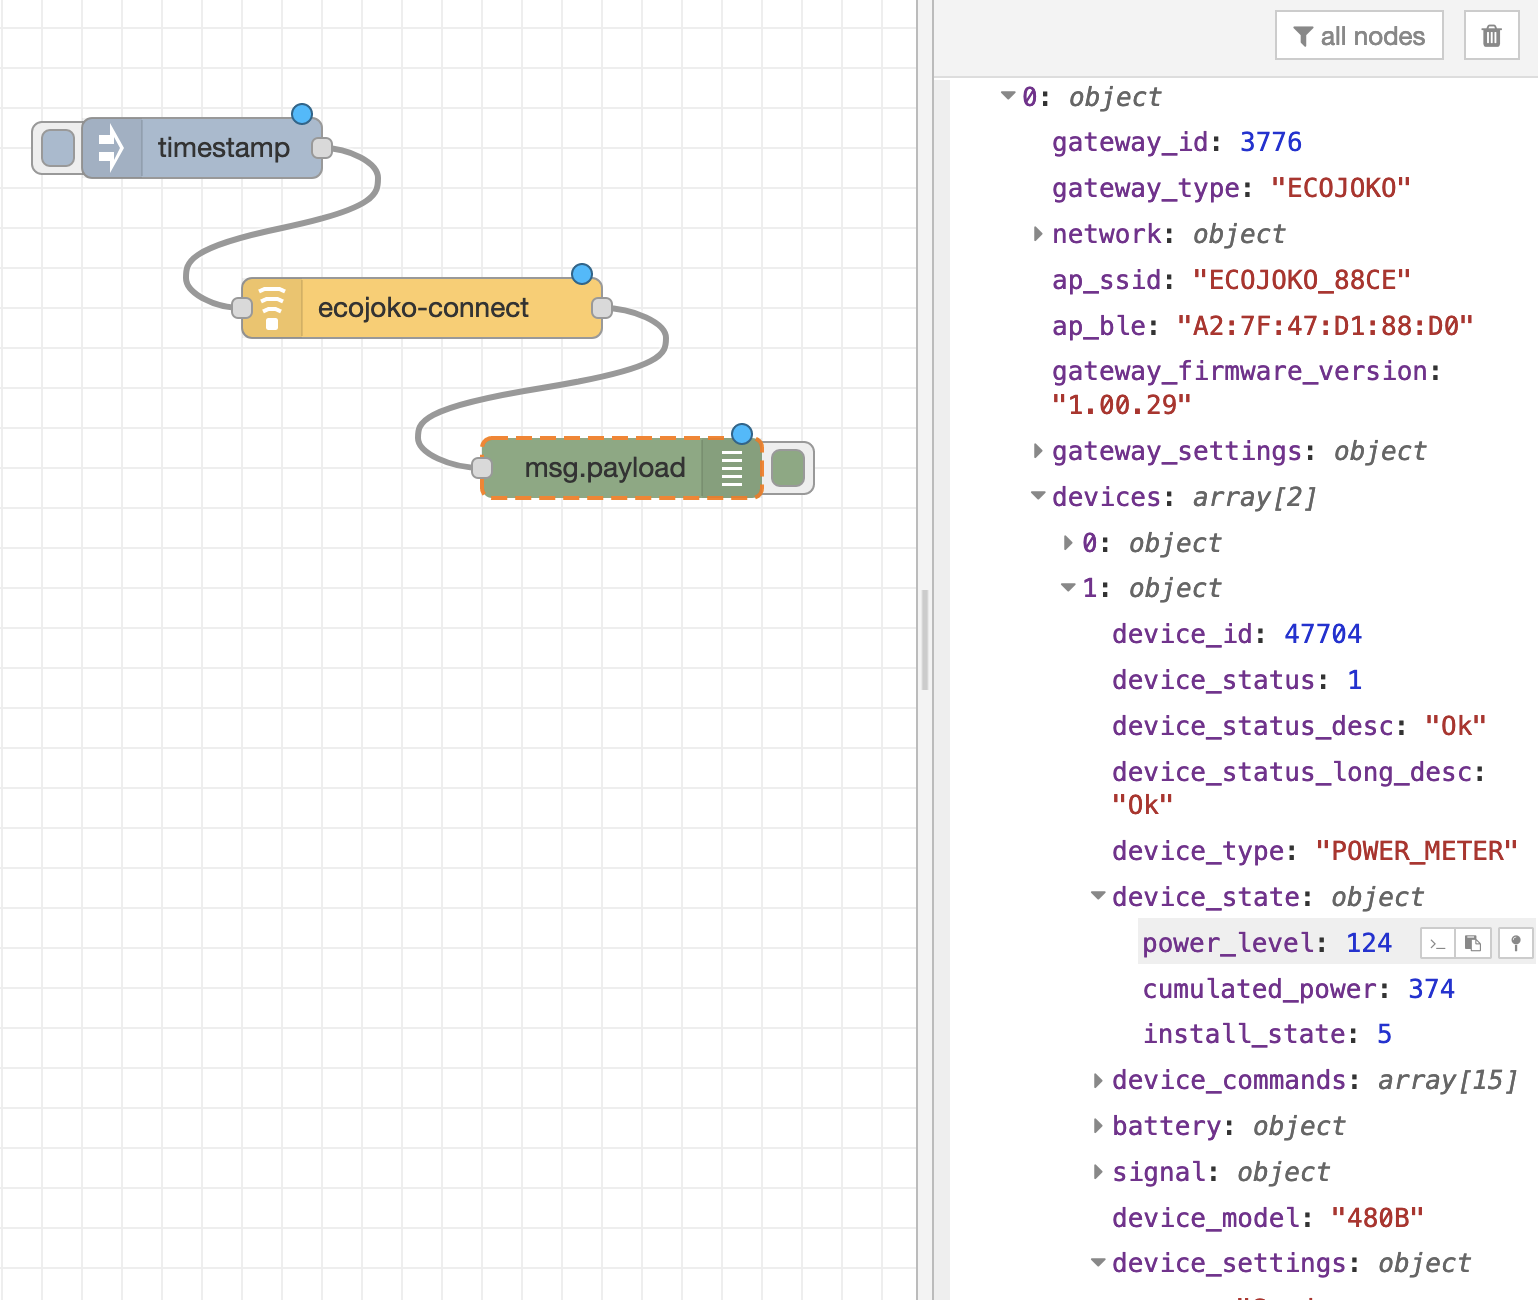 timestamp
ecojoko-connect
msg.payload
all nodes
0: object
gateway_id: 3776
gateway_type: "ECOJOKO"
network: object
ap_ssid: "ECOJOKO_88CE"
ap_ble: "A2:7F:47:D1:88:D0"
gateway_firmware_version:
"1.00.29"
gateway_settings: object
devices: array[2]
0: object
1: object
device_id: 47704
device_status: 1
device_status_desc: "Ok"
device_status_long_desc:
"Ok"
device_type: "POWER_METER"
device_state: object
power_level: 124
cumulated_power: 374
install_state: 5
device_commands: array[15]
battery: object
signal: object
device_model: "480B"
device_settings: object